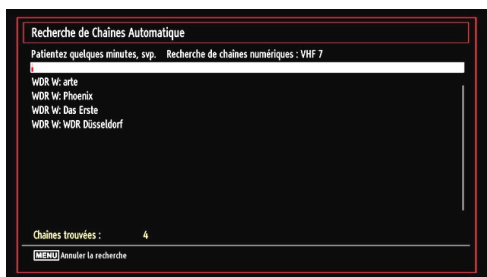 Recherche de Chaines Automatique
Patientez quelques minutes, svp. Recherche de chaînes numériques : VHF 7
WDR W: arte
WDR W: Phoenix
WDR W: Das Erste
WDR W: WDR Düsseldorf
Chaînes trouvées : 4
MENU Annuler la recherche